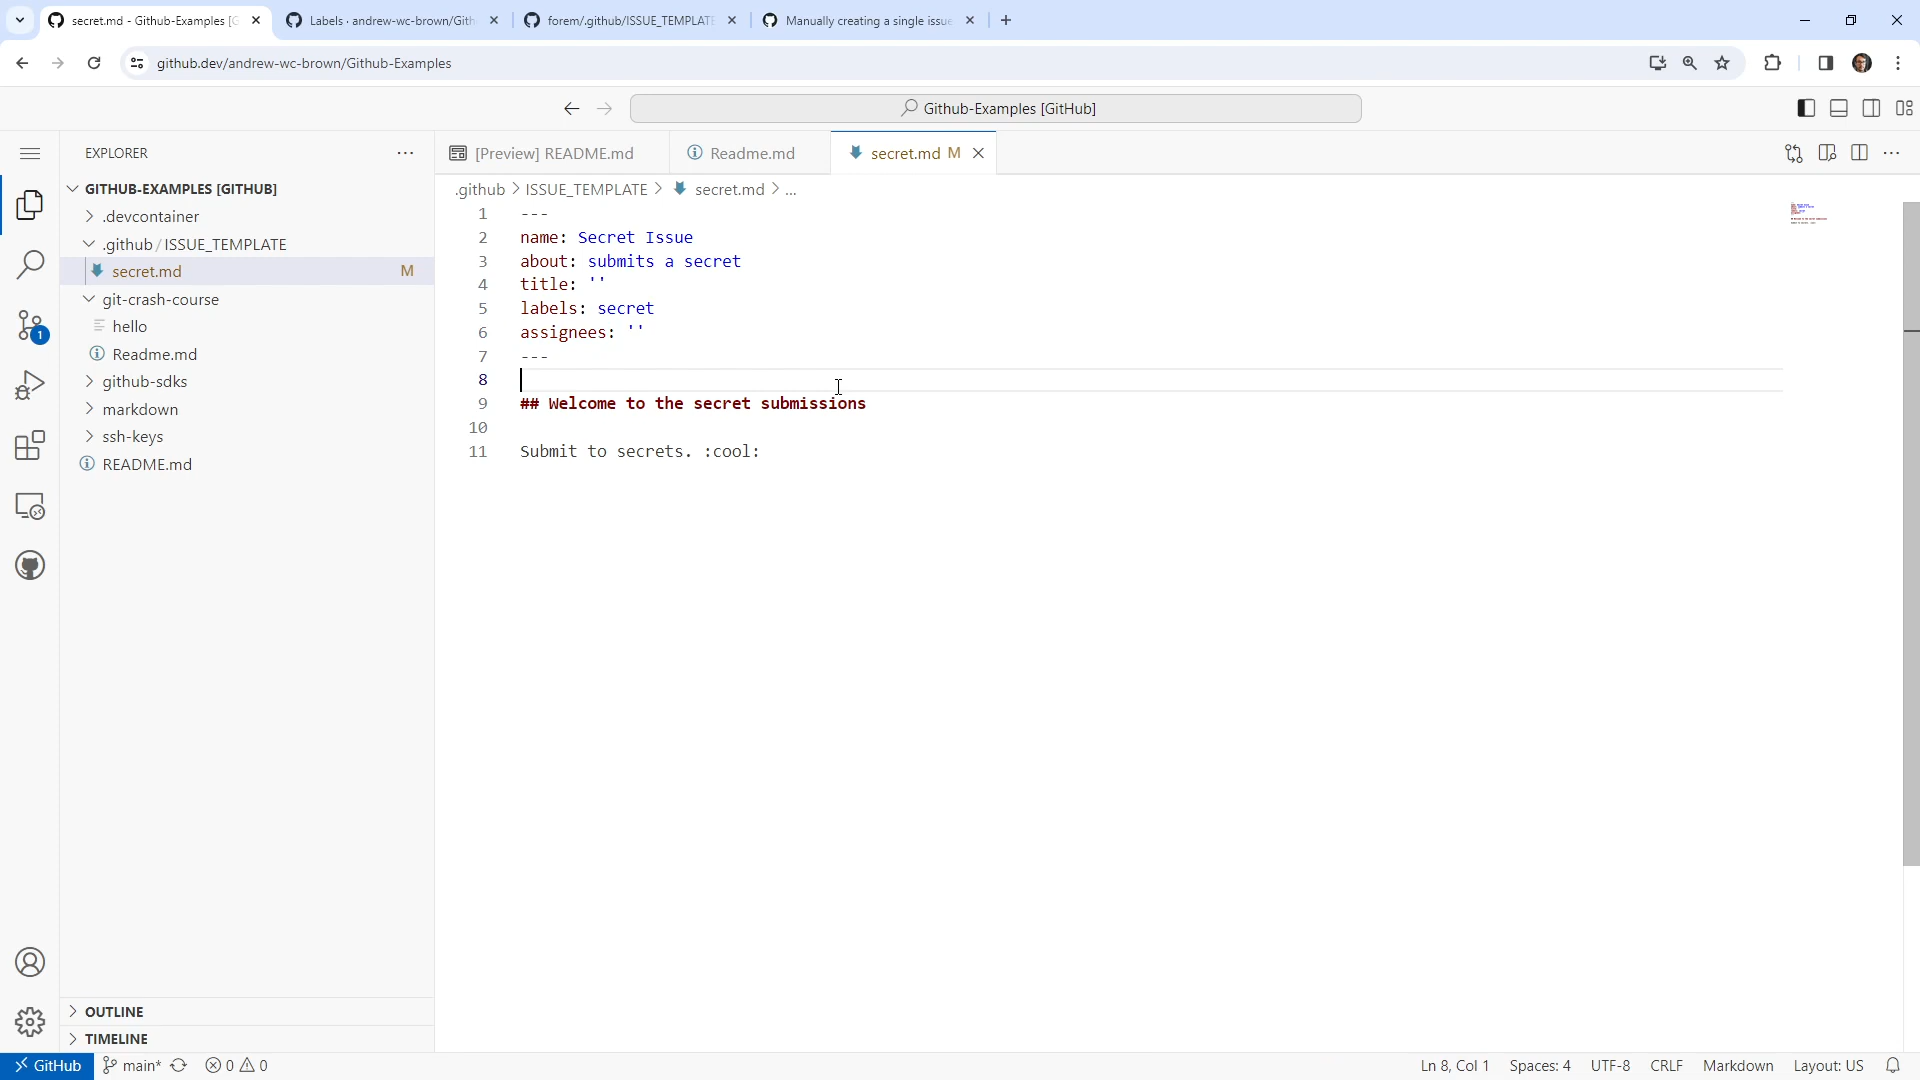 secret.md - Github-Examples [G
Labels · andrew-wc-brown/Gith
forem/.github/ISSUE_TEMPLATE
Manually creating a single issue
github.dev/andrew-wc-brown/Github-Examples
Github-Examples [GitHub]
EXPLORER
[Preview] README.md
Readme.md
secret.md M
GITHUB-EXAMPLES [GITHUB]
.github > ISSUE_TEMPLATE > secret.md > ...
.devcontainer
.github / ISSUE_TEMPLATE
secret.md M
git-crash-course
hello
Readme.md
github-sdks
markdown
ssh-keys
README.md
1 ---
2 name: Secret Issue
3 about: submits a secret
4 title: ''
5 labels: secret
6 assignees: ''
7 ---
8
9 ## Welcome to the secret submissions
10
11 Submit to secrets. :cool:
1
OUTLINE
TIMELINE
GitHub main* 0 0 Ln 8, Col 1 Spaces: 4 UTF-8 CRLF Markdown Layout: US